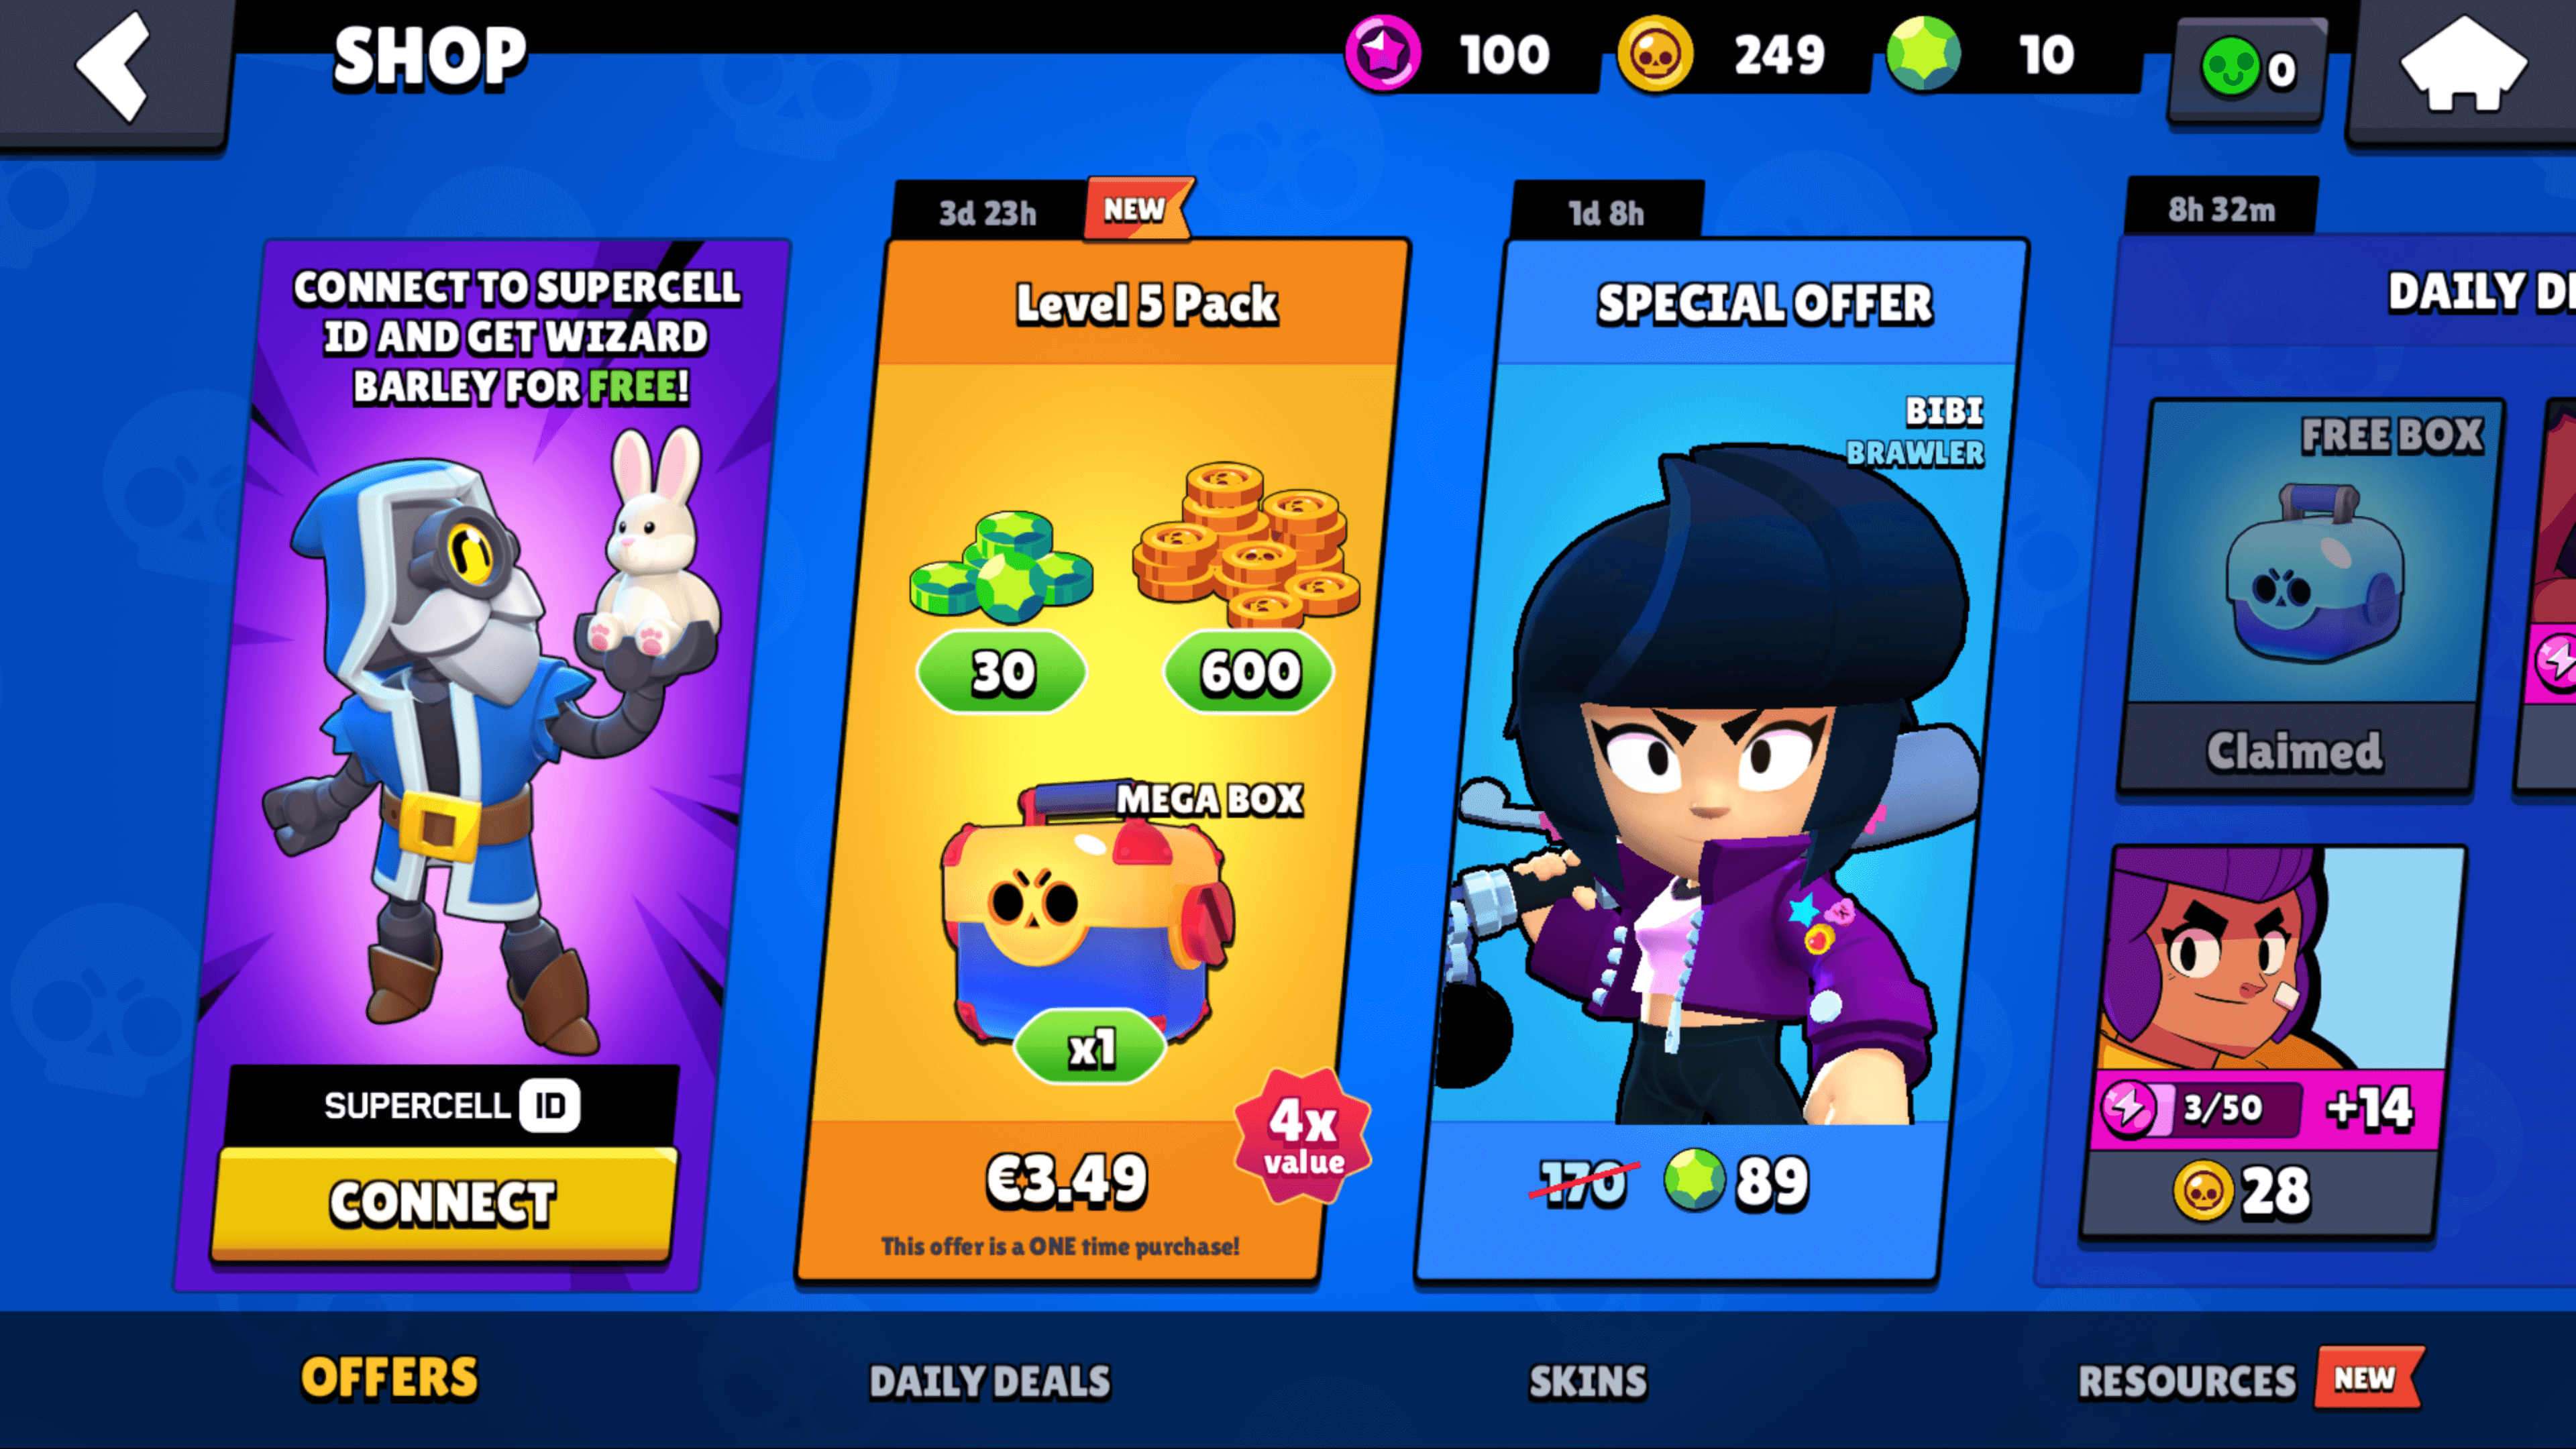 SHOP
100
249
10
0
CONNECT TO SUPERCELL
ID AND GET WIZARD
BARLEY FOR FREE!
SUPERCELL ID
CONNECT
3d 23h
NEW
Level 5 Pack
30
600
MEGA BOX
x1
4x
value
€3.49
This offer is a ONE time purchase!
1d 8h
SPECIAL OFFER
BIBI
BRAWLER
170
89
8h 32m
DAILY
FREE BOX
Claimed
3/50
+14
28
OFFERS
DAILY DEALS
SKINS
RESOURCES
NEW